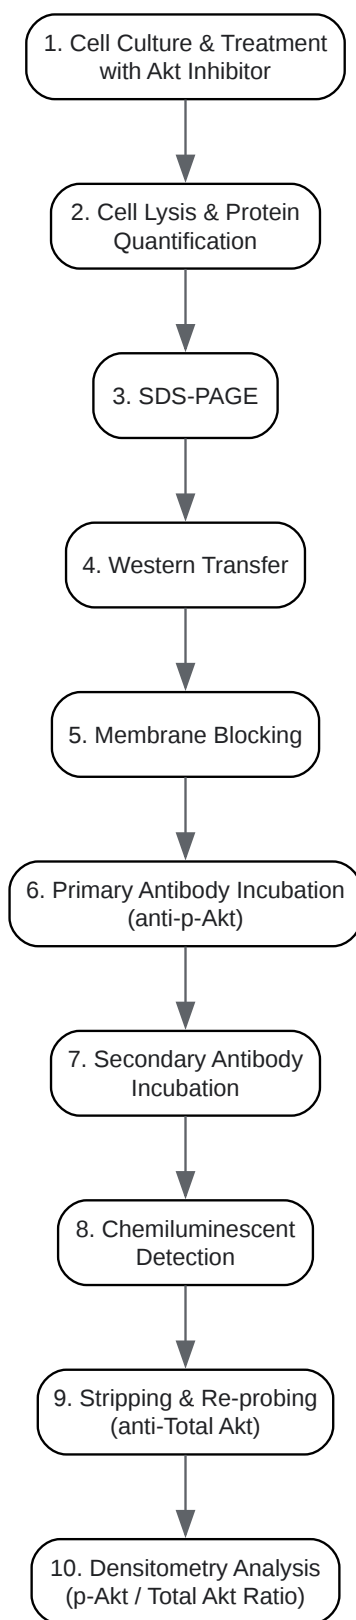 1. Cell Culture & Treatment
with Akt Inhibitor
2. Cell Lysis & Protein
Quantification
3. SDS-PAGE
4. Western Transfer
5. Membrane Blocking
6. Primary Antibody Incubation
(anti-p-Akt)
7. Secondary Antibody
Incubation
8. Chemiluminescent
Detection
9. Stripping & Re-probing
(anti-Total Akt)
10. Densitometry Analysis
(p-Akt / Total Akt Ratio)